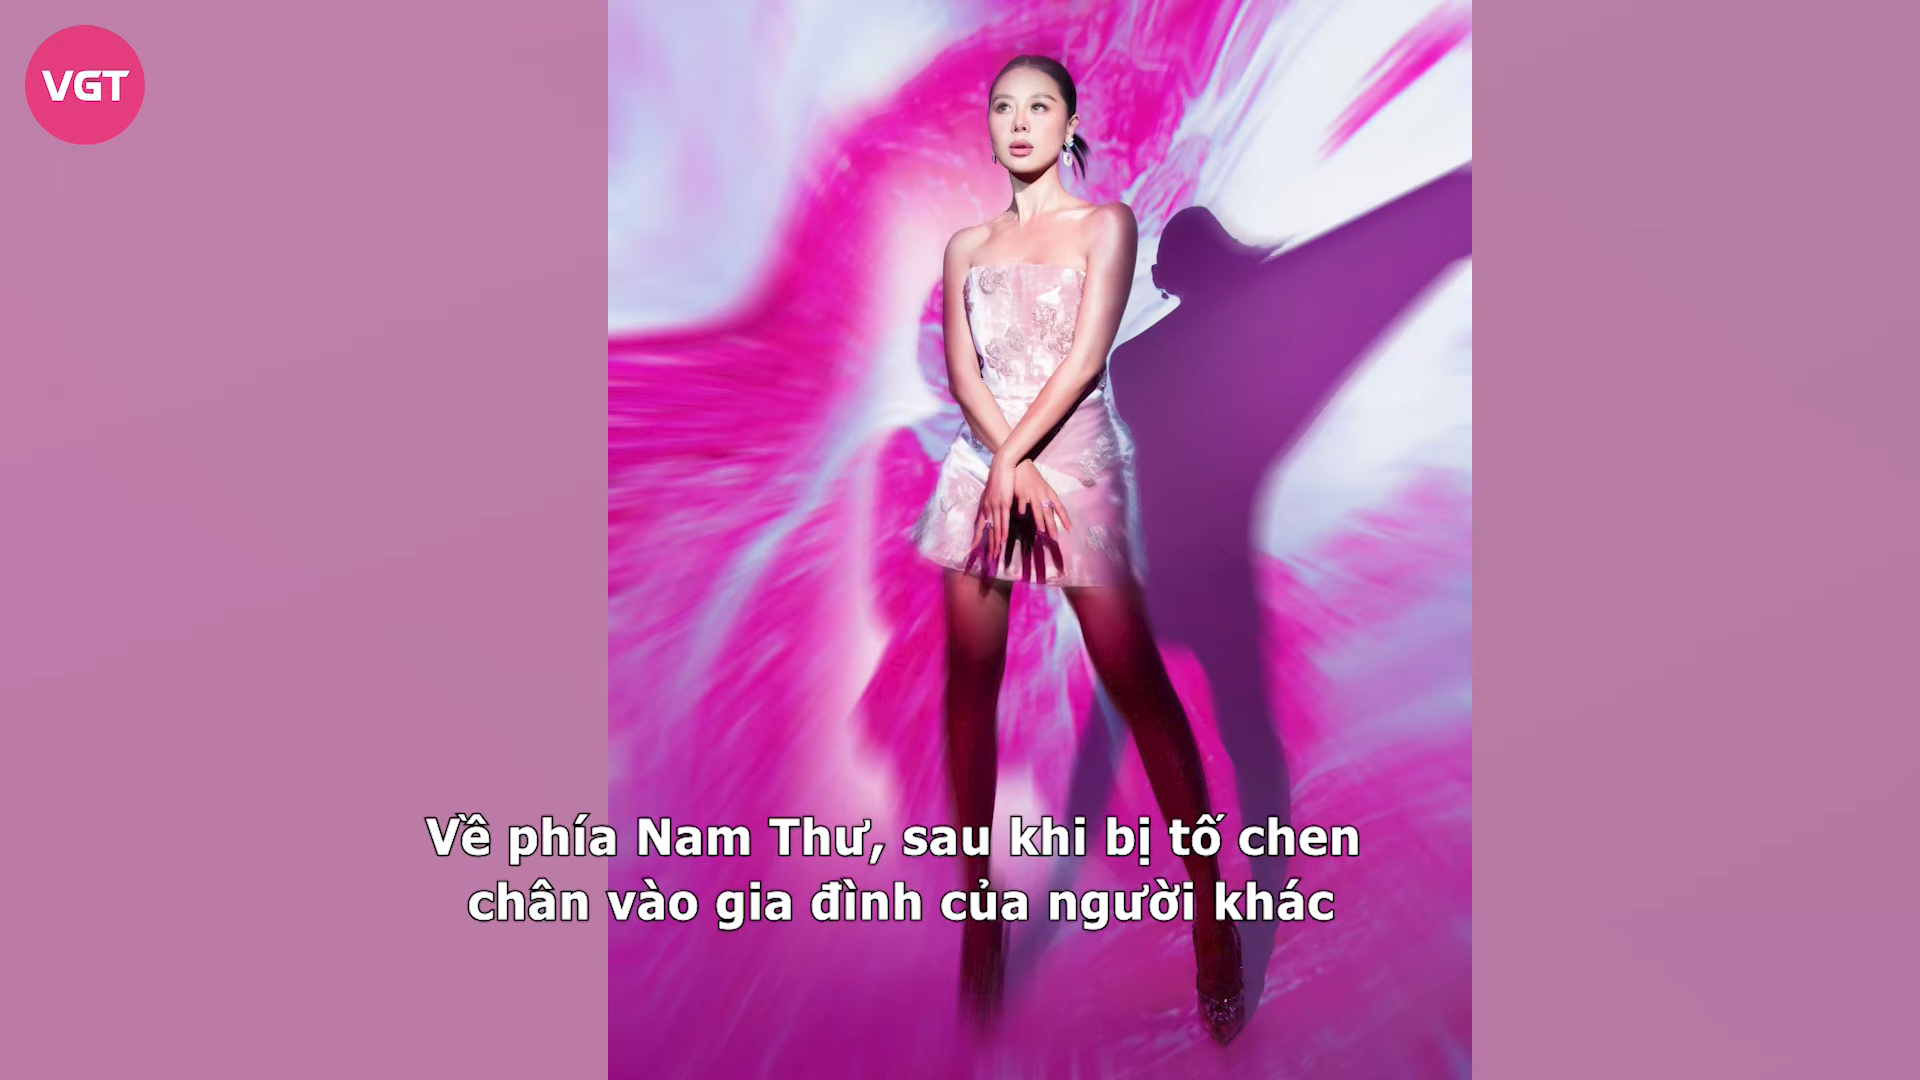 VGT
Về phía Nam Thư, sau khi bị tố chen
chân vào gia đình của người khác